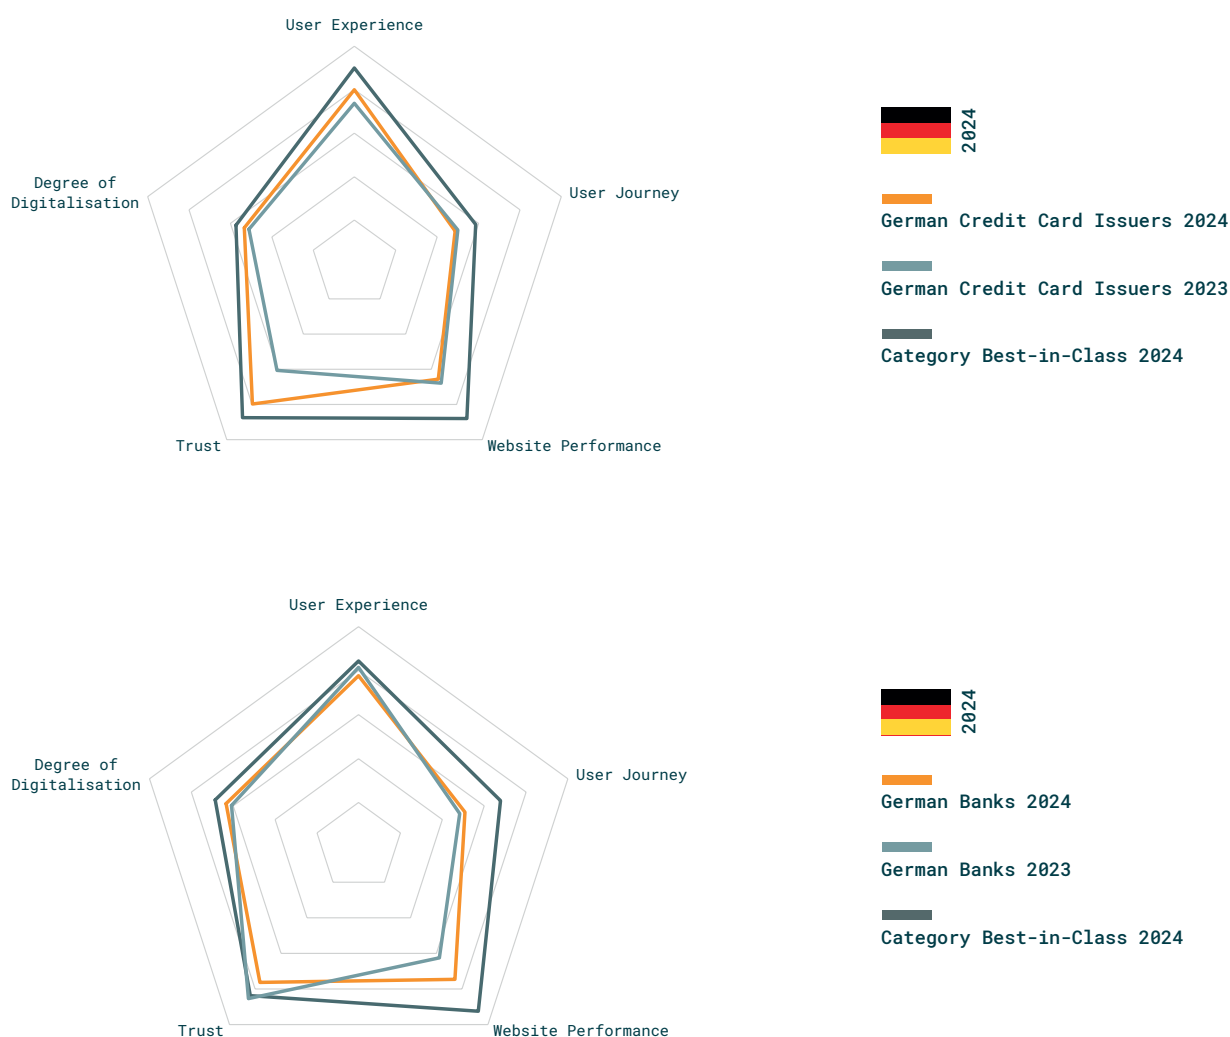 User Experience
Degree of
Digitalisation
User Journey
Trust
Website Performance
2024
German Credit Card Issuers 2024
German Credit Card Issuers 2023
Category Best-in-Class 2024
User Experience
Degree of
Digitalisation
User Journey
Trust
Website Performance
2024
German Banks 2024
German Banks 2023
Category Best-in-Class 2024